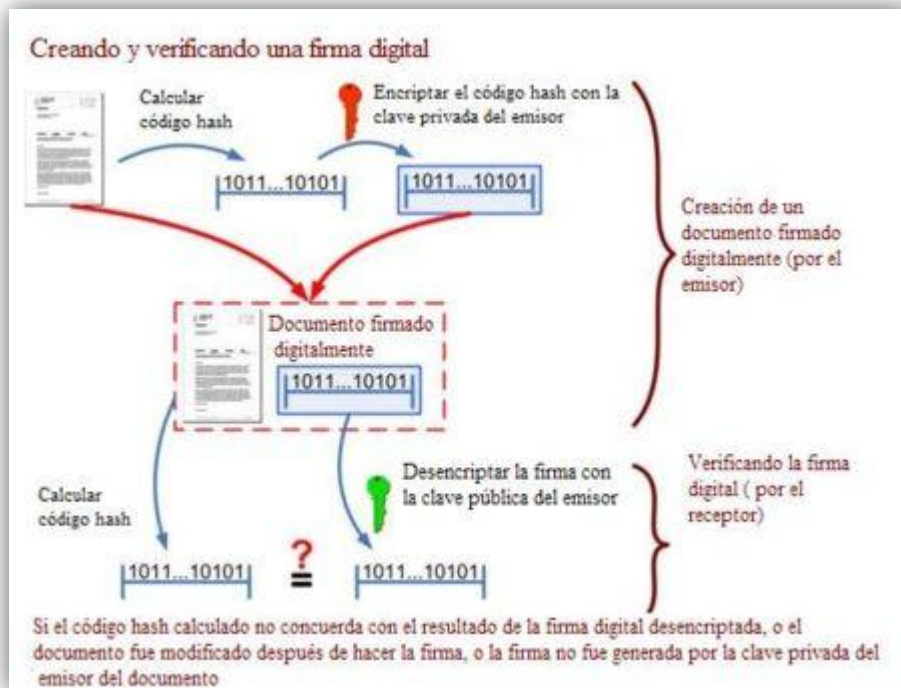 Creando y verificando una firma digital
Calcular
código hash
Encriptar el código hash con la
clave privada del emisor
1011...10101
1011...10101
Creación de un
documento firmado
digitalmente (por el
emisor)
Documento firmado
digitalmente
1011...10101
Calcular
código hash
Desencriptar la firma con
la clave pública del emisor
Verificando la firma
digital ( por el
receptor)
1011...10101
?
=
1011...10101
Si el código hash calculado no concuerda con el resultado de la firma digital desencriptada, o el
documento fue modificado después de hacer la firma, o la firma no fue generada por la clave privada del
emisor del documento